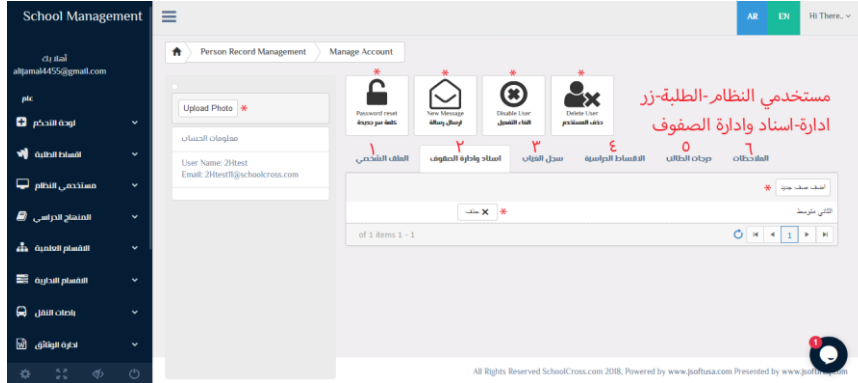 School Management
AR EN Hi There..
أهلا بك
altjamal4455@gmail.com
عام
لوحة التحكم
اقساط الطلبة
مستخدمي النظام
المنهاج الدراسي
الاقسام العلمية
الاقسام الادارية
باصات النقل
ادارة الوثائق
Person Record Management
Manage Account
Upload Photo *
معلومات الحساب
User Name: 2Htest
Email: 2Htestfl@schoolcross.com
* * * *
Password reset
كلمة سر جديدة
New Message
ارسال رسالة
Disable User
الغاء التفعيل
Delete User
حذف المستخدم
مستخدمي النظام-الطلبة-زر
ادارة-اسناد وادارة الصفوف
١ ٢ ٣ ٤ ٥ ٦
الملف الشخصي
اسناد وادارة الصفوف
سجل الغياب
الاقساط الدراسية
درجات الطالب
الملاحظات
اضف صف جديد *
الثاني متوسط
حذف *
of 1 items 1 - 1
1
1
All Rights Reserved SchoolCross.com 2018, Powered by www.jsoftusa.com Presented by